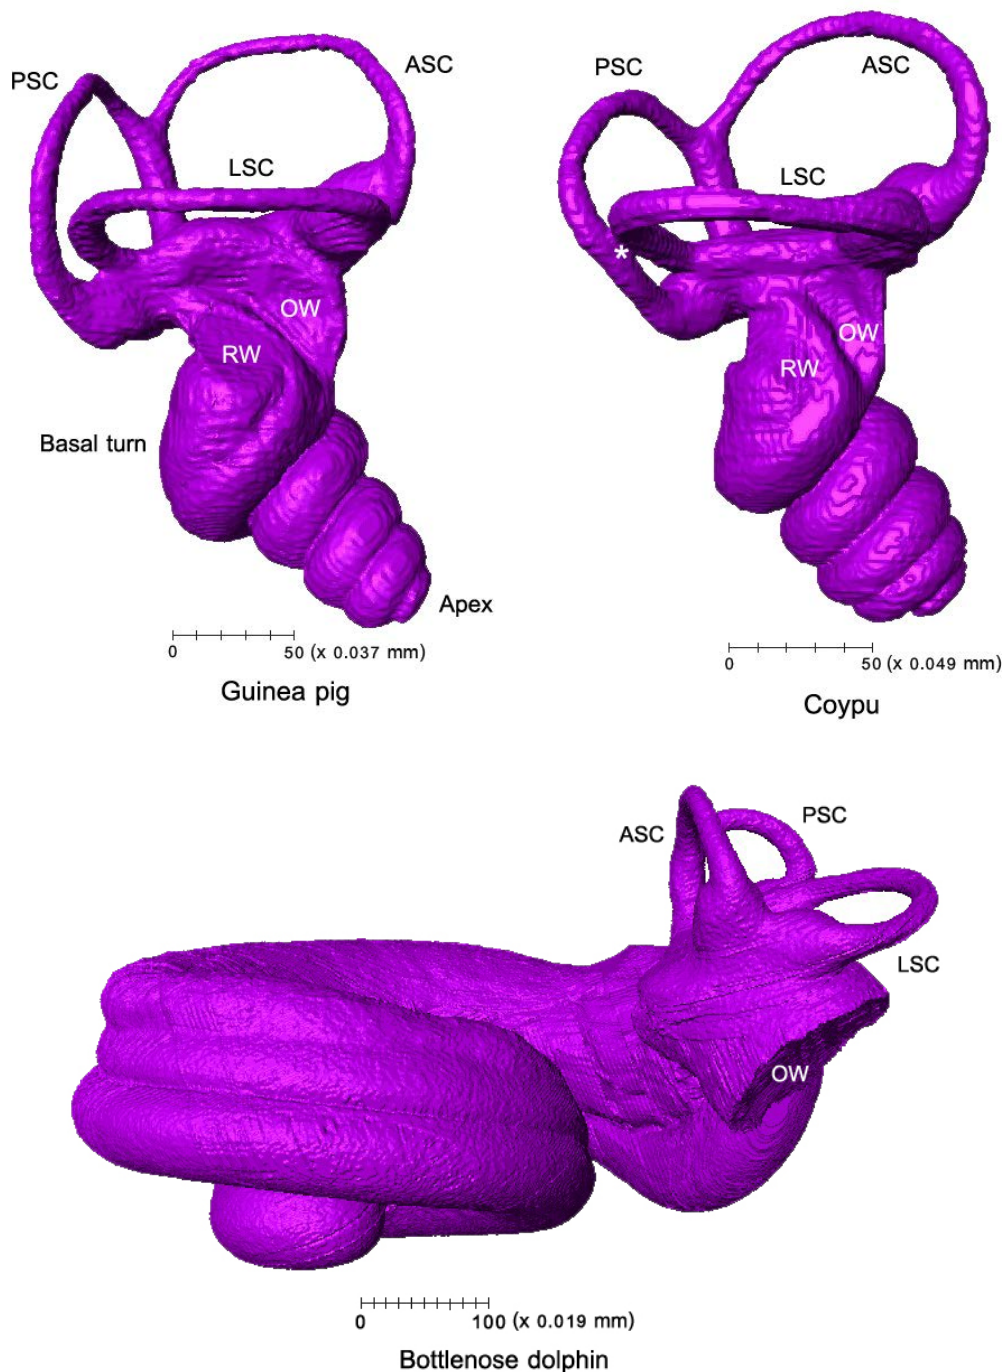 PSC
ASC
LSC
OW
RW
Basal turn
Apex
0 50 (x 0.037 mm)
Guinea pig
PSC
ASC
LSC
*
OW
RW
0 50 (x 0.049 mm)
Coypu
ASC
PSC
LSC
OW
0 100 (x 0.019 mm)
Bottlenose dolphin